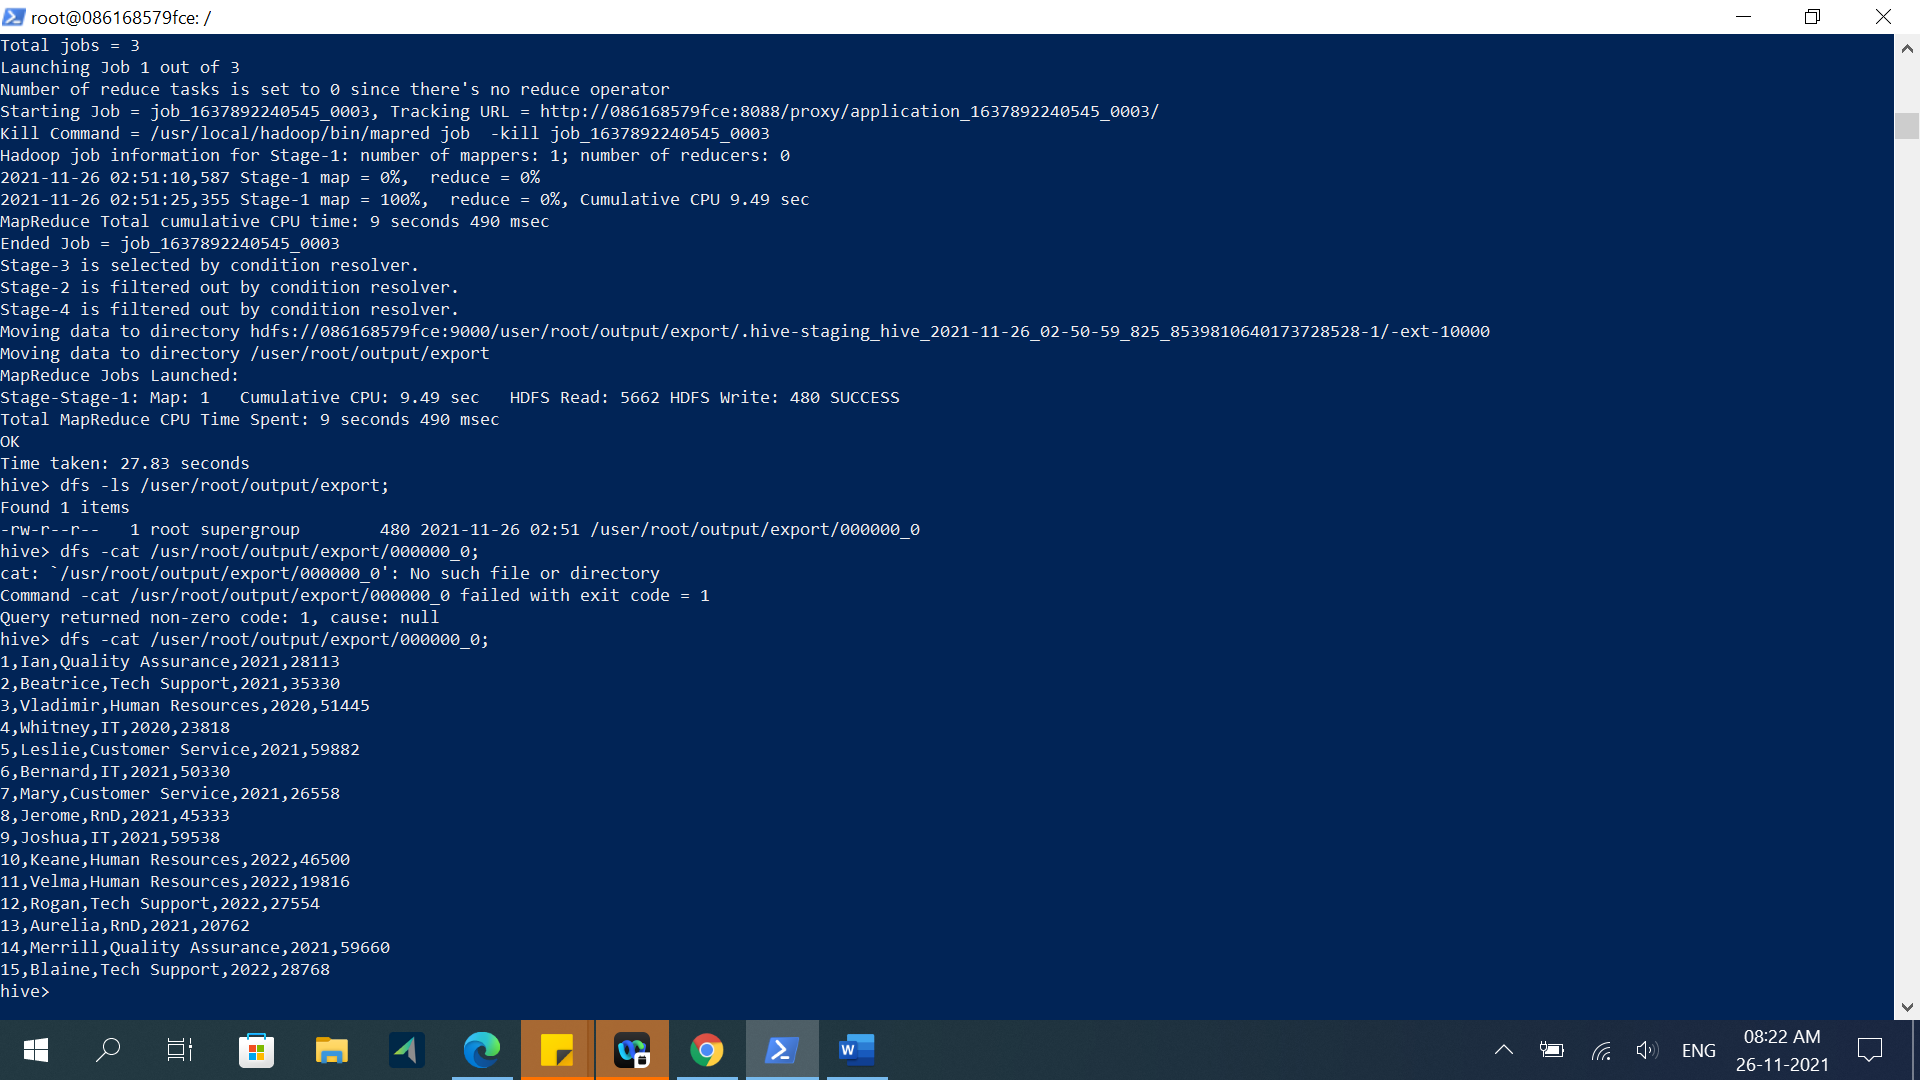 root@086168579fce: /
Total jobs = 3
Launching Job 1 out of 3
Number of reduce tasks is set to 0 since there's no reduce operator
Starting Job = job_1637892240545_0003, Tracking URL = http://086168579fce:8088/proxy/application_1637892240545_0003/
Kill Command = /usr/local/hadoop/bin/mapred job  -kill job_1637892240545_0003
Hadoop job information for Stage-1: number of mappers: 1; number of reducers: 0
2021-11-26 02:51:10,587 Stage-1 map = 0%,  reduce = 0%
2021-11-26 02:51:25,355 Stage-1 map = 100%,  reduce = 0%, Cumulative CPU 9.49 sec
MapReduce Total cumulative CPU time: 9 seconds 490 msec
Ended Job = job_1637892240545_0003
Stage-3 is selected by condition resolver.
Stage-2 is filtered out by condition resolver.
Stage-4 is filtered out by condition resolver.
Moving data to directory hdfs://086168579fce:9000/user/root/output/export/.hive-staging_hive_2021-11-26_02-50-59_825_8539810640173728528-1/-ext-10000
Moving data to directory /user/root/output/export
MapReduce Jobs Launched:
Stage-Stage-1: Map: 1   Cumulative CPU: 9.49 sec   HDFS Read: 5662 HDFS Write: 480 SUCCESS
Total MapReduce CPU Time Spent: 9 seconds 490 msec
OK
Time taken: 27.83 seconds
hive> dfs -ls /user/root/output/export;
Found 1 items
-rw-r--r--   1 root supergroup        480 2021-11-26 02:51 /user/root/output/export/000000_0
hive> dfs -cat /usr/root/output/export/000000_0;
cat: `/usr/root/output/export/000000_0': No such file or directory
Command -cat /usr/root/output/export/000000_0 failed with exit code = 1
Query returned non-zero code: 1, cause: null
hive> dfs -cat /user/root/output/export/000000_0;
1,Ian,Quality Assurance,2021,28113
2,Beatrice,Tech Support,2021,35330
3,Vladimir,Human Resources,2020,51445
4,Whitney,IT,2020,23818
5,Leslie,Customer Service,2021,59882
6,Bernard,IT,2021,50330
7,Mary,Customer Service,2021,26558
8,Jerome,RnD,2021,45333
9,Joshua,IT,2021,59538
10,Keane,Human Resources,2022,46500
11,Velma,Human Resources,2022,19816
12,Rogan,Tech Support,2022,27554
13,Aurelia,RnD,2021,20762
14,Merrill,Quality Assurance,2021,59660
15,Blaine,Tech Support,2022,28768
hive>
ENG
08:22 AM
26-11-2021